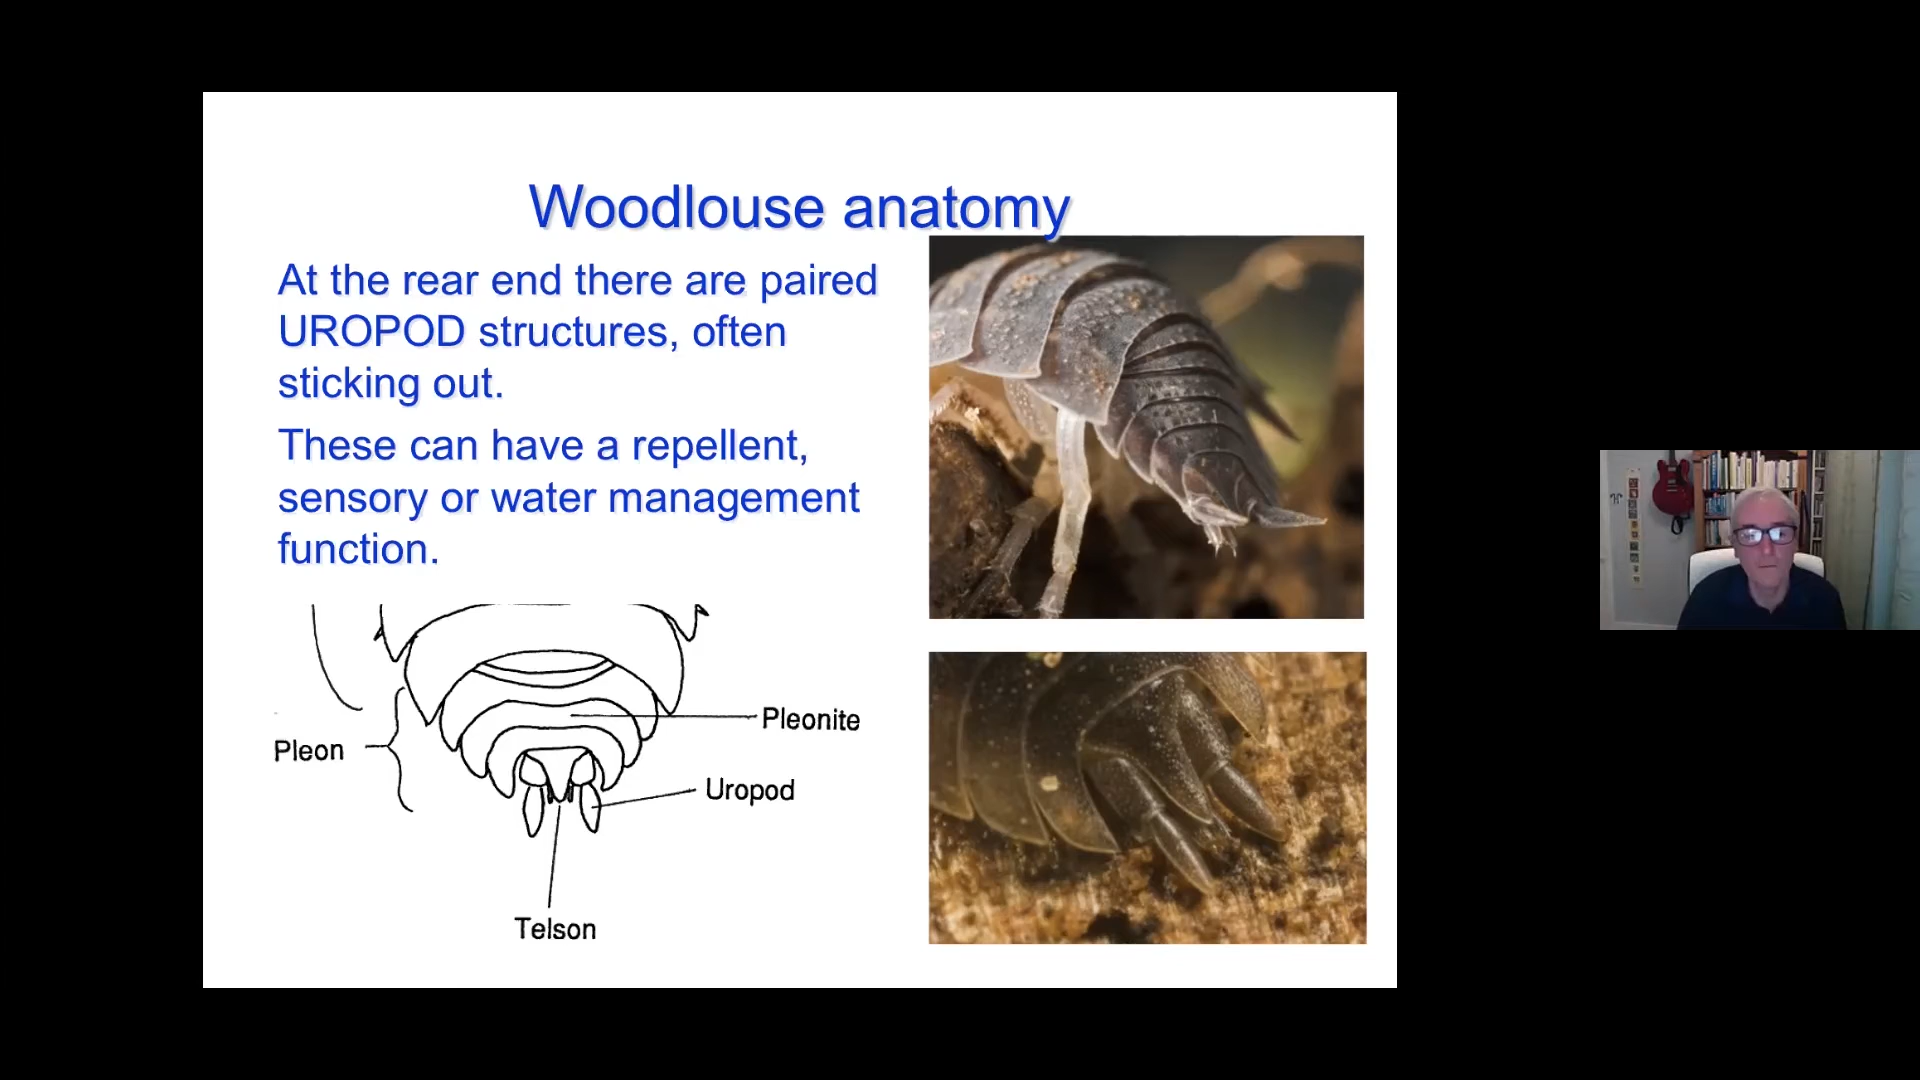 Woodlouse anatomy
At the rear end there are paired
UROPOD structures, often
sticking out.
These can have a repellent,
sensory or water management
function.
Pleonite
Pleon
Uropod
Telson